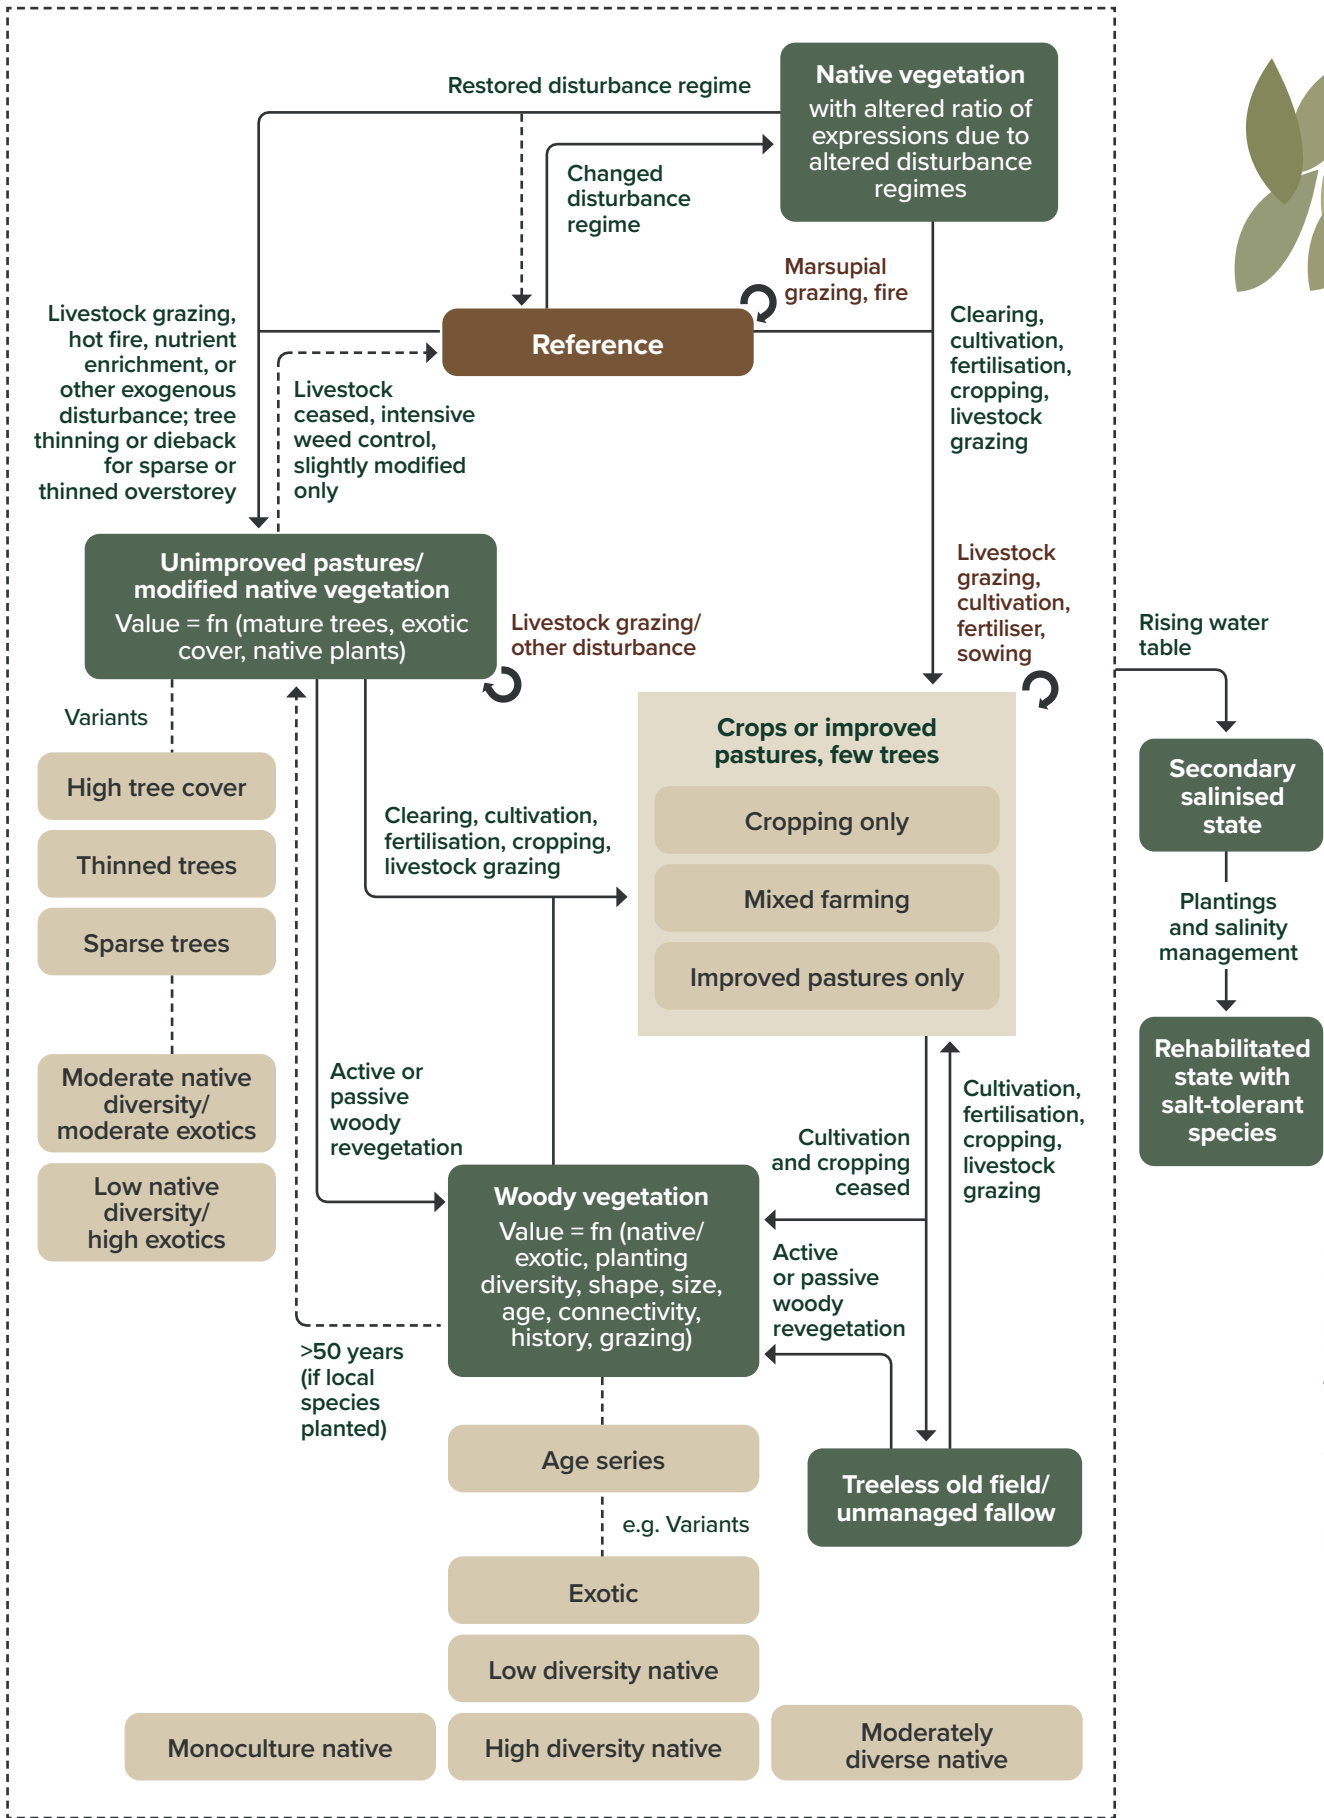 Native vegetation
with altered ratio of
expressions due to
altered disturbance
regimes
Restored disturbance regime
Changed
disturbance
regime
Marsupial
grazing, fire
Reference
Livestock grazing,
hot fire, nutrient
enrichment, or
other exogenous
disturbance; tree
thinning or dieback
for sparse or
thinned overstorey
Livestock
ceased, intensive
weed control,
slightly modified
only
Clearing,
cultivation,
fertilisation,
cropping,
livestock
grazing
Unimproved pastures/
modified native vegetation
Value = fn (mature trees, exotic
cover, native plants)
Livestock grazing/
other disturbance
Livestock
grazing,
cultivation,
fertiliser,
sowing
Rising water
table
Variants
High tree cover
Thinned trees
Sparse trees
Moderate native
diversity/
moderate exotics
Low native
diversity/
high exotics
Clearing, cultivation,
fertilisation, cropping,
livestock grazing
Crops or improved
pastures, few trees
Cropping only
Mixed farming
Improved pastures only
Secondary
salinised
state
Plantings
and salinity
management
Rehabilitated
state with
salt-tolerant
species
Active or
passive
woody
revegetation
Cultivation
and cropping
ceased
Cultivation,
fertilisation,
cropping,
livestock
grazing
Woody vegetation
Value = fn (native/
exotic, planting
diversity, shape, size,
age, connectivity,
history, grazing)
Active
or passive
woody
revegetation
>50 years
(if local
species
planted)
Treeless old field/
unmanaged fallow
Age series
e.g. Variants
Exotic
Low diversity native
Monoculture native
High diversity native
Moderately
diverse native